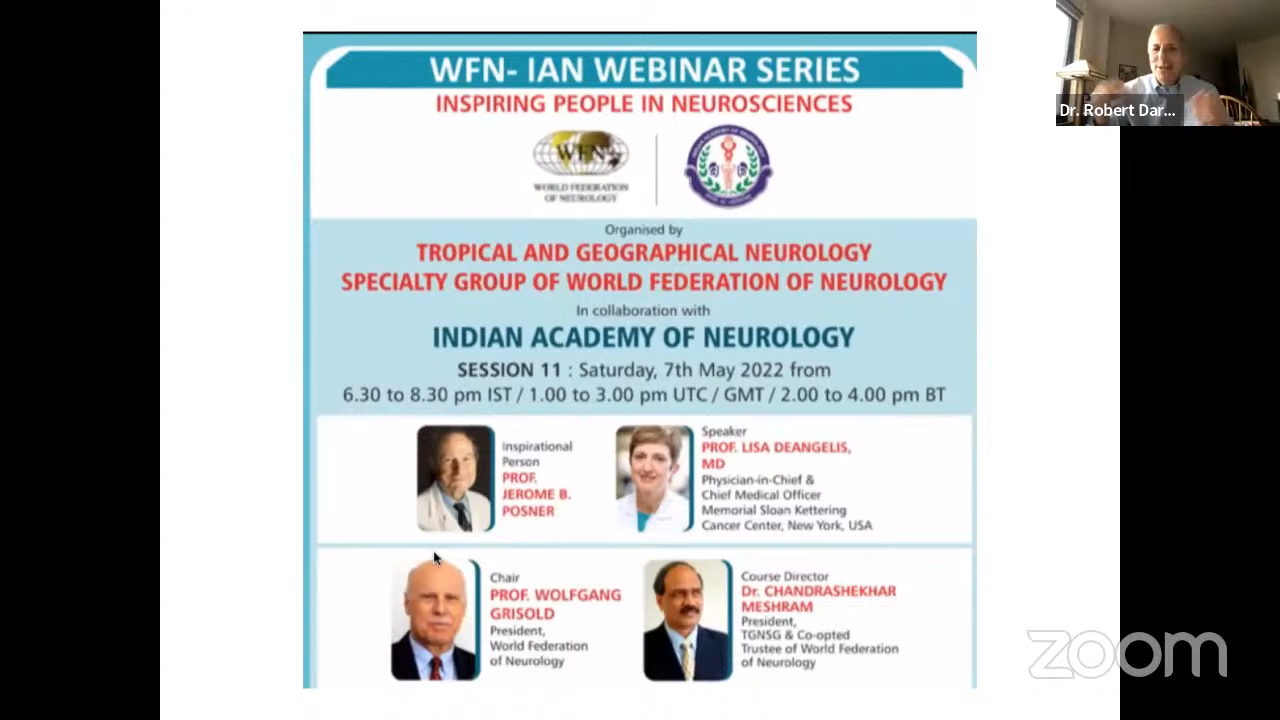 WFN- IAN WEBINAR SERIES
INSPIRING PEOPLE IN NEUROSCIENCES
WFN
WORLD FEDERATION
OF NEUROLOGY
Organised by
TROPICAL AND GEOGRAPHICAL NEUROLOGY
SPECIALTY GROUP OF WORLD FEDERATION OF NEUROLOGY
In collaboration with
INDIAN ACADEMY OF NEUROLOGY
SESSION 11 : Saturday, 7th May 2022 from
6.30 to 8.30 pm IST / 1.00 to 3.00 pm UTC / GMT / 2.00 to 4.00 pm BT
Inspirational
Person
PROF.
JEROME B.
POSNER
Speaker
PROF. LISA DEANGELIS,
MD
Physician-in-Chief &
Chief Medical Officer
Memorial Sloan Kettering
Cancer Center, New York, USA
Chair
PROF. WOLFGANG
GRISOLD
President,
World Federation
of Neurology
Course Director
Dr. CHANDRASHEKHAR
MESHRAM
President,
TGNSG & Co-opted
Trustee of World Federation
of Neurology
Dr. Robert Dar...
zoom